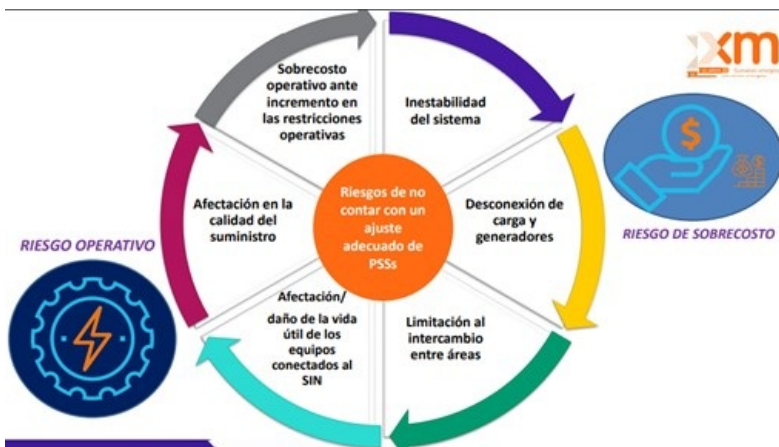 xm
Sobrecosto
operativo ante
incremento en
las restricciones
operativas
Inestabilidad
del sistema
Desconexión de
carga y
generadores
Limitación al
intercambio
entre áreas
Afectación/
daño de la vida
útil de los
equipos
conectados al
SIN
Afectación en la
calidad del
suministro
Riesgos de no
contar con un
ajuste
adecuado de
PSSs
RIESGO OPERATIVO
RIESGO DE SOBRECOSTO
$